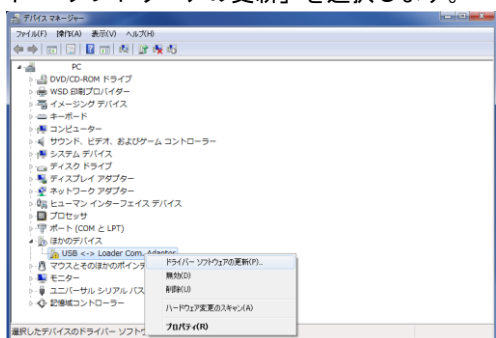 ドライバー ソフトウェアの更新」を選択します。
デバイス マネージャー
ファイル(F) 操作(A) 表示(V) ヘルプ(H)
PC
DVD/CD-ROM ドライブ
WSD 印刷プロバイダー
イメージング デバイス
キーボード
コンピューター
サウンド、ビデオ、およびゲーム コントローラー
システム デバイス
ディスク ドライブ
ディスプレイ アダプター
ネットワーク アダプター
ヒューマン インターフェイス デバイス
プロセッサ
ポート (COM と LPT)
ほかのデバイス
USB <-> Loader Com. Adaptor
マウスとそのほかのポインテ
モニター
ユニバーサル シリアル バス
記憶域コントローラー
ドライバー ソフトウェアの更新(P)...
無効(D)
削除(U)
ハードウェア変更のスキャン(A)
プロパティ(R)
選択したデバイスのドライバー ソフトウ